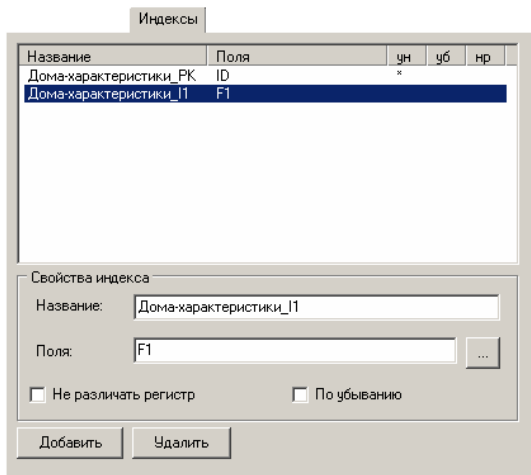 Индексы
Название Поля ун уб нр
Дома-характеристики_PK ID *
Дома-характеристики_I1 F1
Свойства индекса
Название: Дома-характеристики_I1
Поля: F1 ...
Не различать регистр По убыванию
Добавить Удалить